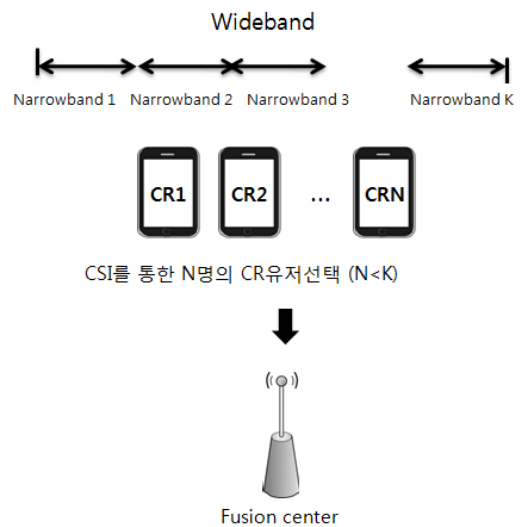 Wideband
Narrowband 1 Narrowband 2 Narrowband 3 Narrowband K
CR1 CR2 ... CRN
CSI를 통한 N명의 CR유저선택 (N<K)
Fusion center